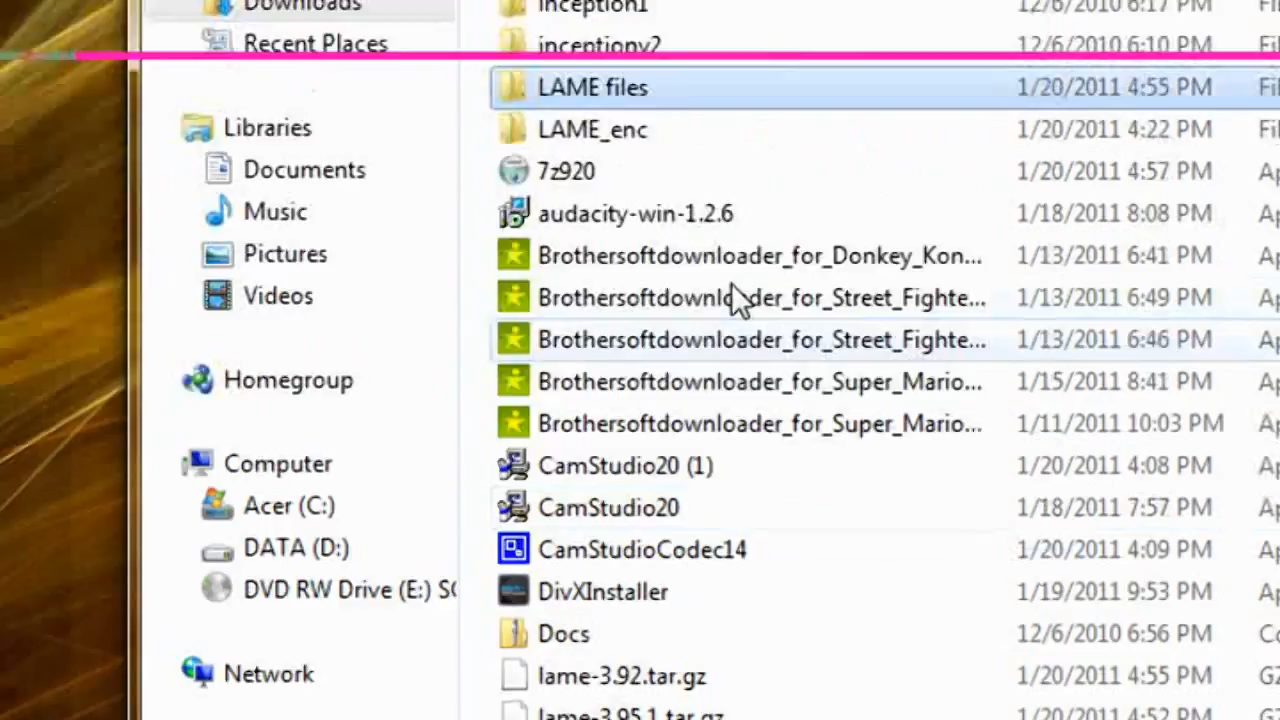 Downloads
Recent Places
Libraries
Documents
Music
Pictures
Videos
Homegroup
Computer
Acer (C:)
DATA (D:)
DVD RW Drive (E:)
Network
inception1 12/6/2010 6:17 PM
inceptionv2 12/6/2010 6:10 PM
LAME files 1/20/2011 4:55 PM
LAME_enc 1/20/2011 4:22 PM
7z920 1/20/2011 4:57 PM
audacity-win-1.2.6 1/18/2011 8:08 PM
Brothersoftdownloader_for_Donkey_Kon... 1/13/2011 6:41 PM
Brothersoftdownloader_for_Street_Fighte... 1/13/2011 6:49 PM
Brothersoftdownloader_for_Street_Fighte... 1/13/2011 6:46 PM
Brothersoftdownloader_for_Super_Mario... 1/15/2011 8:41 PM
Brothersoftdownloader_for_Super_Mario... 1/11/2011 10:03 PM
CamStudio20 (1) 1/20/2011 4:08 PM
CamStudio20 1/18/2011 7:57 PM
CamStudioCodec14 1/20/2011 4:09 PM
DivXInstaller 1/19/2011 9:53 PM
Docs 12/6/2010 6:56 PM
lame-3.92.tar.gz 1/20/2011 4:55 PM
lame-3.95.1.tar.gz 1/20/2011 4:52 PM